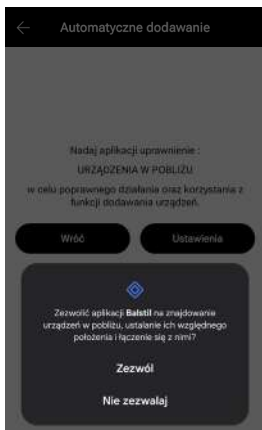 Automatyczne dodawanie
Nadaj aplikacji uprawnienie :
URZĄDZENIA W POBLIŻU
w celu poprawnego działania oraz korzystania z
funkcji dodawania urządzeń.
Wróć
Ustawienia
Zezwolić aplikacji Balstil na znajdowanie
urządzeń w pobliżu, ustalanie ich względnego
położenia i łączenie się z nimi?
Zezwól
Nie zezwalaj